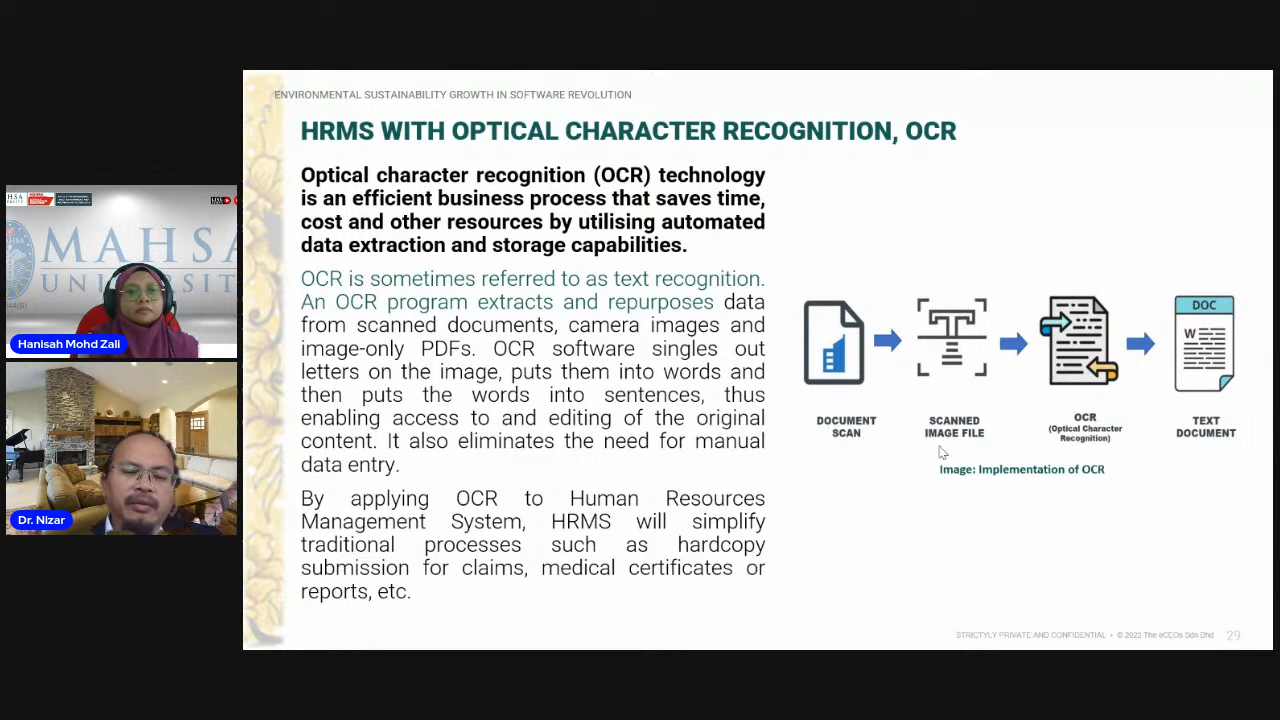 ENVIRONMENTAL SUSTAINABILITY GROWTH IN SOFTWARE REVOLUTION
HRMS WITH OPTICAL CHARACTER RECOGNITION, OCR
Optical character recognition (OCR) technology
is an efficient business process that saves time,
cost and other resources by utilising automated
data extraction and storage capabilities.
OCR is sometimes referred to as text recognition.
An OCR program extracts and repurposes data
from scanned documents, camera images and
image-only PDFs. OCR software singles out
letters on the image, puts them into words and
then puts the words into sentences, thus
enabling access to and editing of the original
content. It also eliminates the need for manual
data entry.
By applying OCR to Human Resources
Management System, HRMS will simplify
traditional processes such as hardcopy
submission for claims, medical certificates or
reports, etc.
DOC
W
DOCUMENT
SCAN
SCANNED
IMAGE FILE
OCR
(Optical Character
Recognition)
TEXT
DOCUMENT
Image: Implementation of OCR
STRICTYLY PRIVATE AND CONFIDENTIAL • © 2022 The eCEOs Sdn Bhd 29
LIVE
MAHSA
UNIVERSIT
Hanisah Mohd Zali
Dr. Nizar